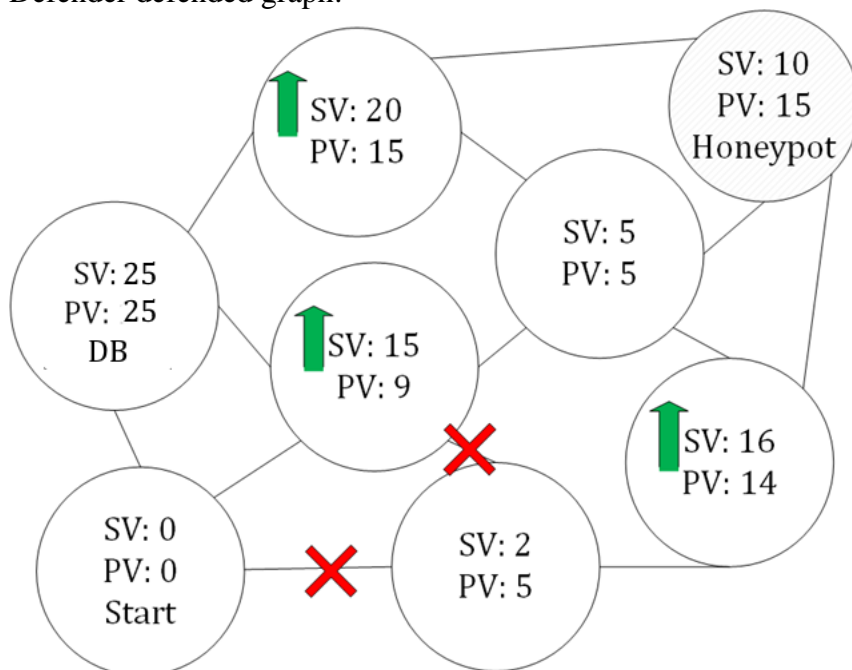 Defender defended graph:
SV: 10
PV: 15
Honeypot
SV: 20
PV: 15
SV: 5
PV: 5
SV: 25
PV: 25
DB
SV: 15
PV: 9
SV: 16
PV: 14
SV: 0
PV: 0
Start
SV: 2
PV: 5